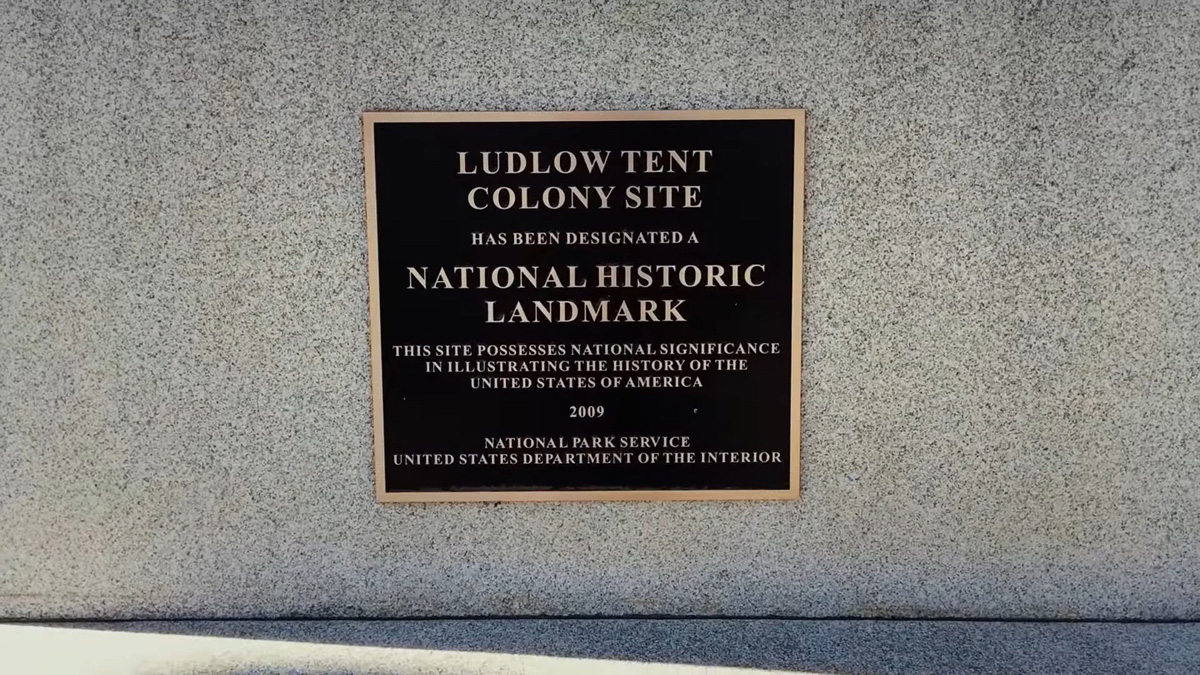 LUDLOW TENT
COLONY SITE
HAS BEEN DESIGNATED A
NATIONAL HISTORIC
LANDMARK
THIS SITE POSSESSES NATIONAL SIGNIFICANCE
IN ILLUSTRATING THE HISTORY OF THE
UNITED STATES OF AMERICA
2009
NATIONAL PARK SERVICE
UNITED STATES DEPARTMENT OF THE INTERIOR